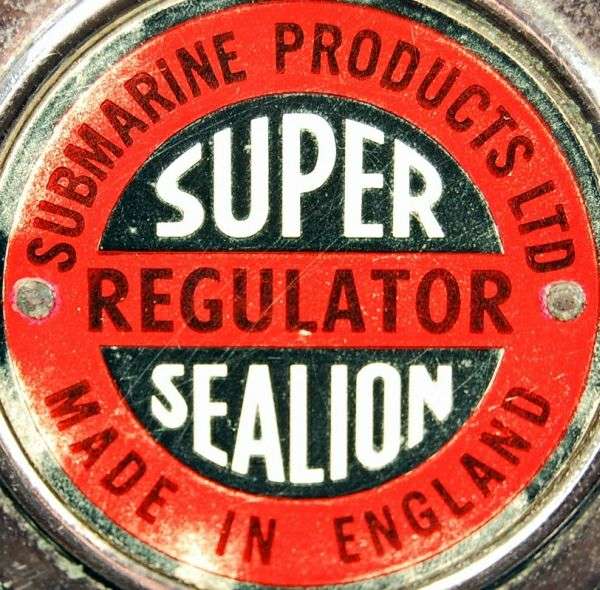 SUBMARINE PRODUCTS LTD
SUPER
REGULATOR
SEALION
MADE IN ENGLAND